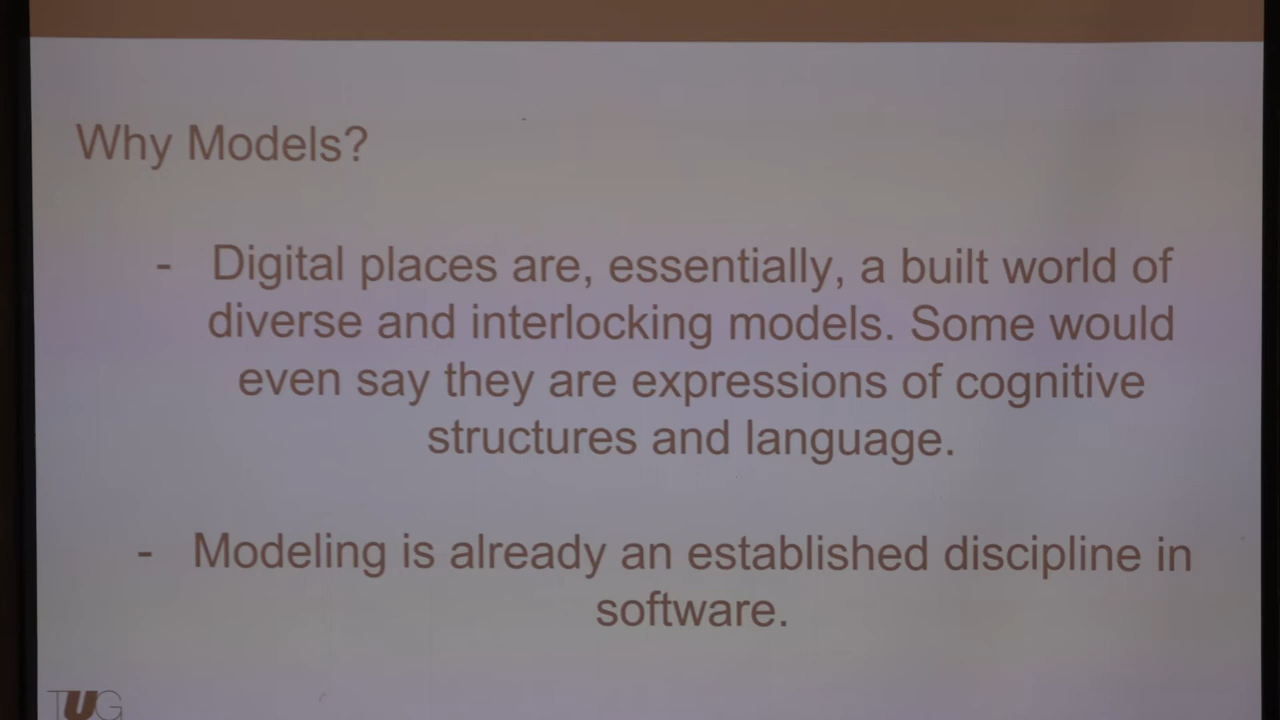 Why Models?
- Digital places are, essentially, a built world of
diverse and interlocking models. Some would
even say they are expressions of cognitive
structures and language.
- Modeling is already an established discipline in
software.
TUG